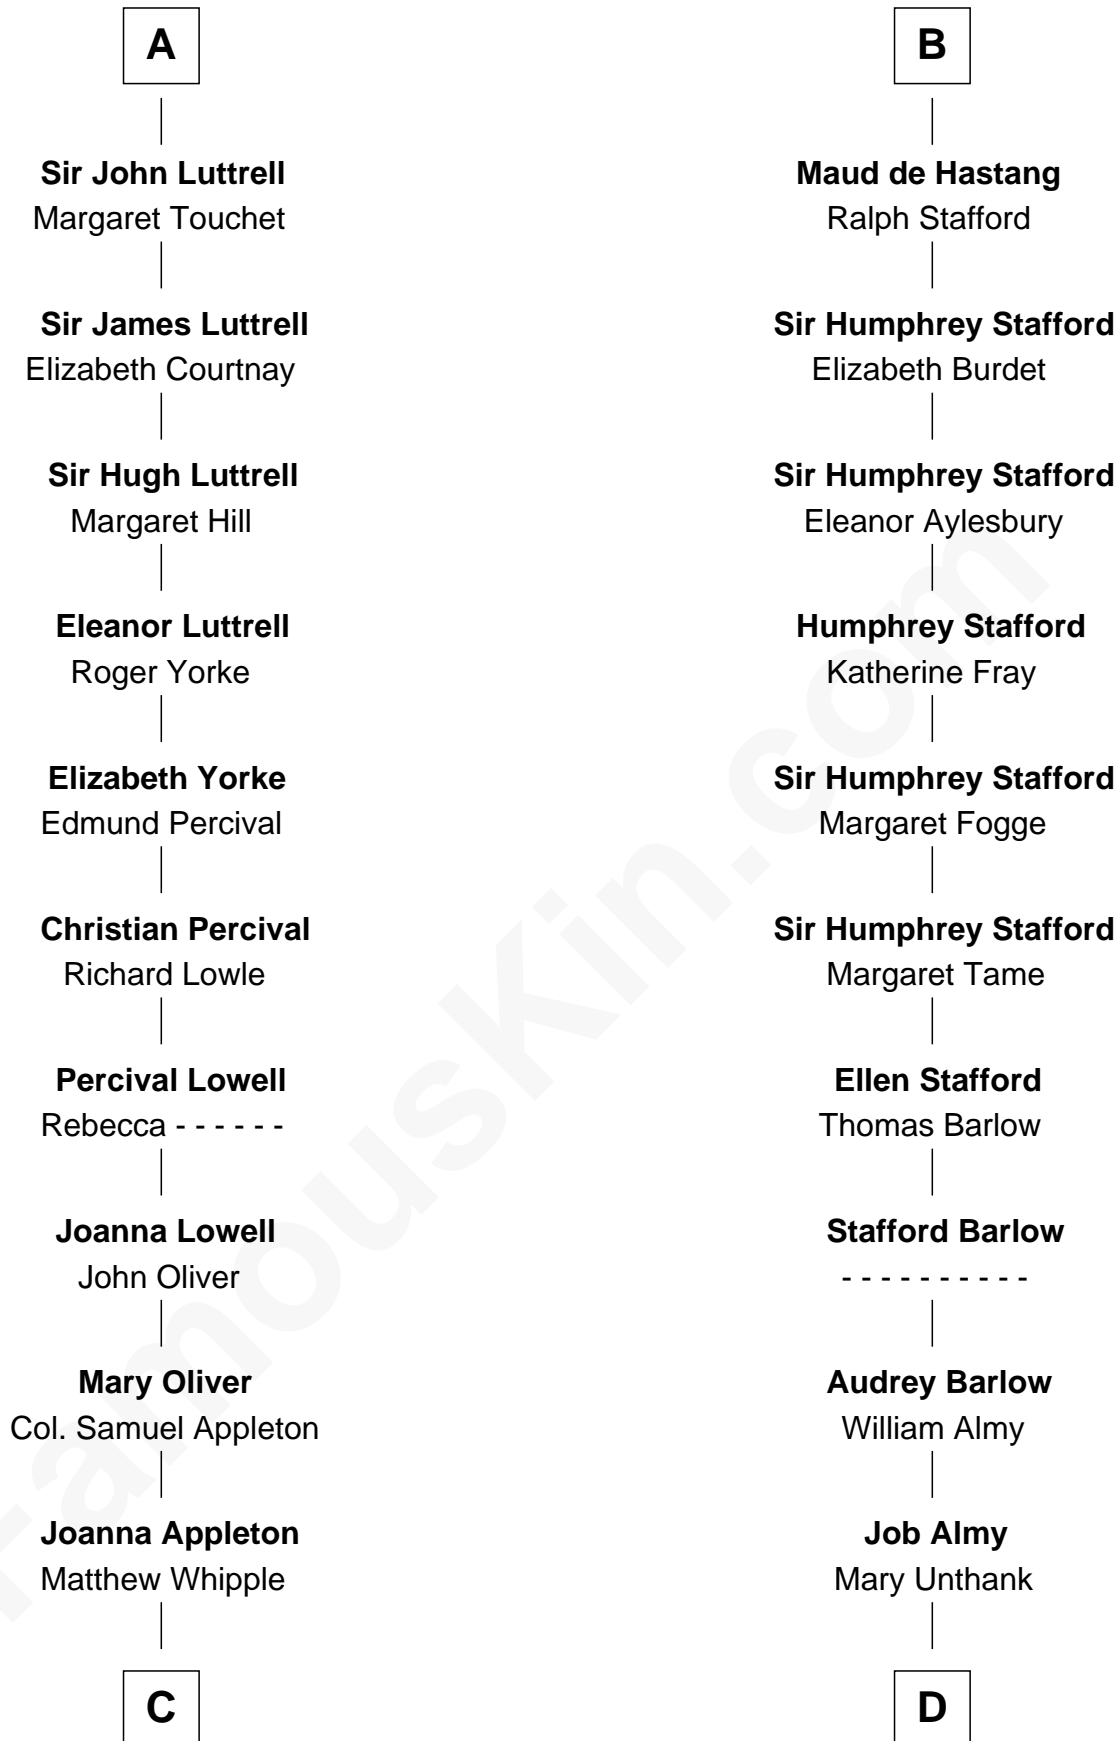 A
Sir John Luttrell
Margaret Touchet
Sir James Luttrell
Elizabeth Courtnay
Sir Hugh Luttrell
Margaret Hill
Eleanor Luttrell
Roger Yorke
Elizabeth Yorke
Edmund Percival
Christian Percival
Richard Lowle
Percival Lowell
Rebecca - - - - - -
Joanna Lowell
John Oliver
Mary Oliver
Col. Samuel Appleton
Joanna Appleton
Matthew Whipple
C
B
Maud de Hastang
Ralph Stafford
Sir Humphrey Stafford
Elizabeth Burdet
Sir Humphrey Stafford
Eleanor Aylesbury
Humphrey Stafford
Katherine Fray
Sir Humphrey Stafford
Margaret Fogge
Sir Humphrey Stafford
Margaret Tame
Ellen Stafford
Thomas Barlow
Stafford Barlow
- - - - - - - - - -
Audrey Barlow
William Almy
Job Almy
Mary Unthank
D
FamousKin.com